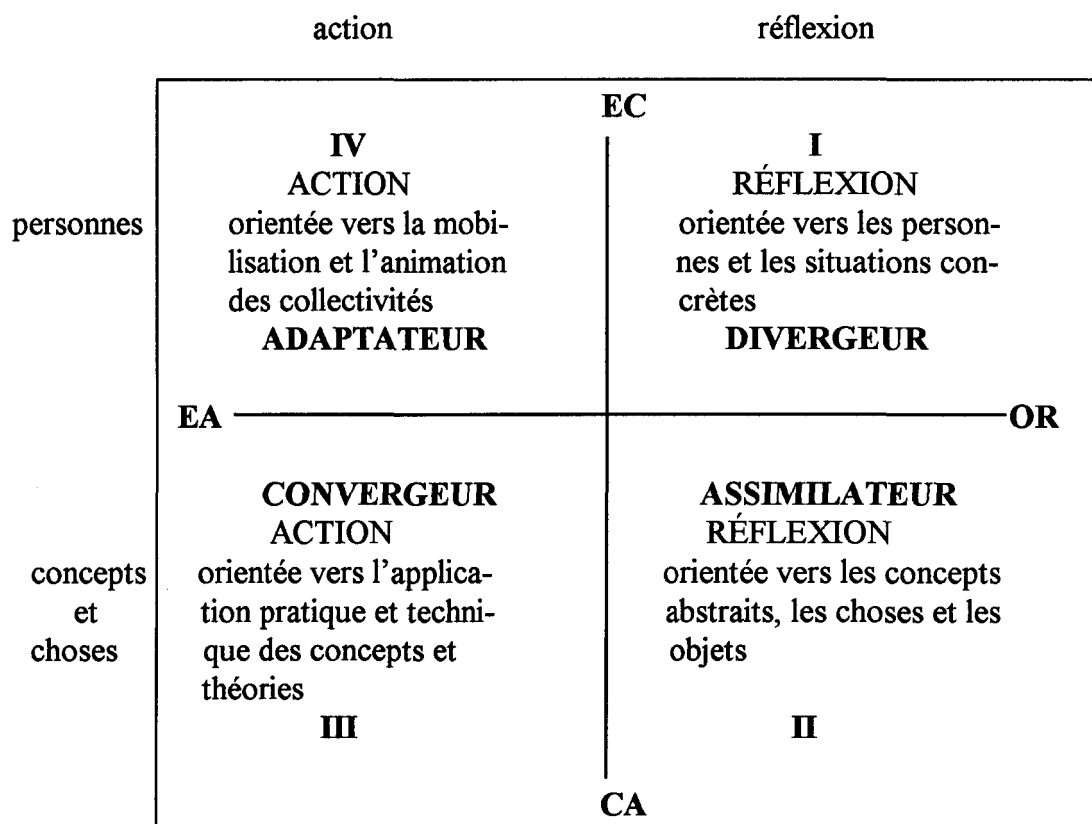 action réflexion
EC
IV I
ACTION RÉFLEXION
personnes orientée vers la mobi- orientée vers les person-
lisation et l'animation nes et les situations con-
des collectivités crètes
ADAPTATEUR DIVERGEUR
EA OR
CONVERGEUR ASSIMILATEUR
ACTION RÉFLEXION
concepts orientée vers l'applica- orientée vers les concepts
et tion pratique et techni- abstraits, les choses et les
choses que des concepts et objets
théories
III II
CA